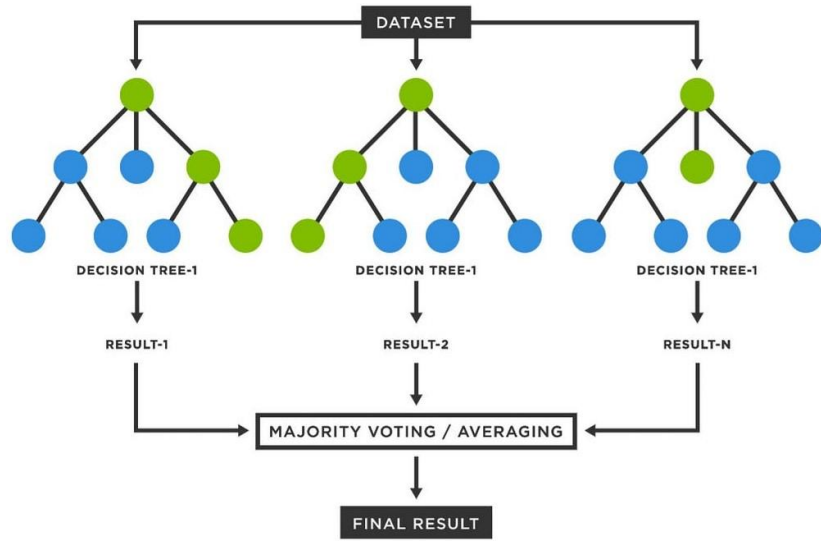 DATASET
DECISION TREE-1
DECISION TREE-1
DECISION TREE-1
RESULT-1
RESULT-2
RESULT-N
MAJORITY VOTING / AVERAGING
FINAL RESULT